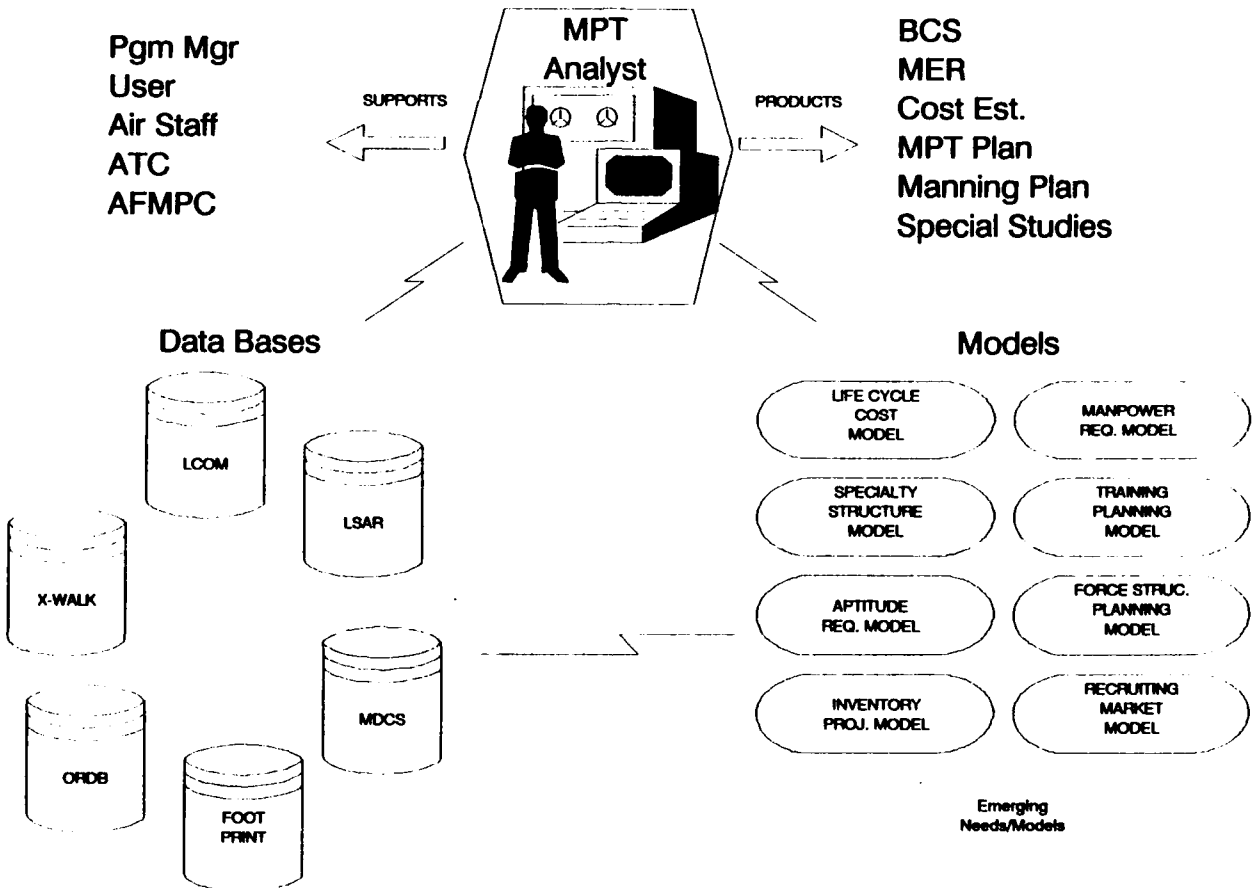 Pgm Mgr
User
Air Staff
ATC
AFMPC
SUPPORTS
MPT
Analyst
PRODUCTS
BCS
MER
Cost Est.
MPT Plan
Manning Plan
Special Studies
Data Bases
LCOM
LSAR
X-WALK
MDCS
ORDB
FOOT
PRINT
Models
LIFE CYCLE
COST
MODEL
MANPOWER
REQ. MODEL
SPECIALTY
STRUCTURE
MODEL
TRAINING
PLANNING
MODEL
APTITUDE
REQ. MODEL
FORCE STRUC.
PLANNING
MODEL
INVENTORY
PROJ. MODEL
RECRUITING
MARKET
MODEL
Emerging
Needs/Models